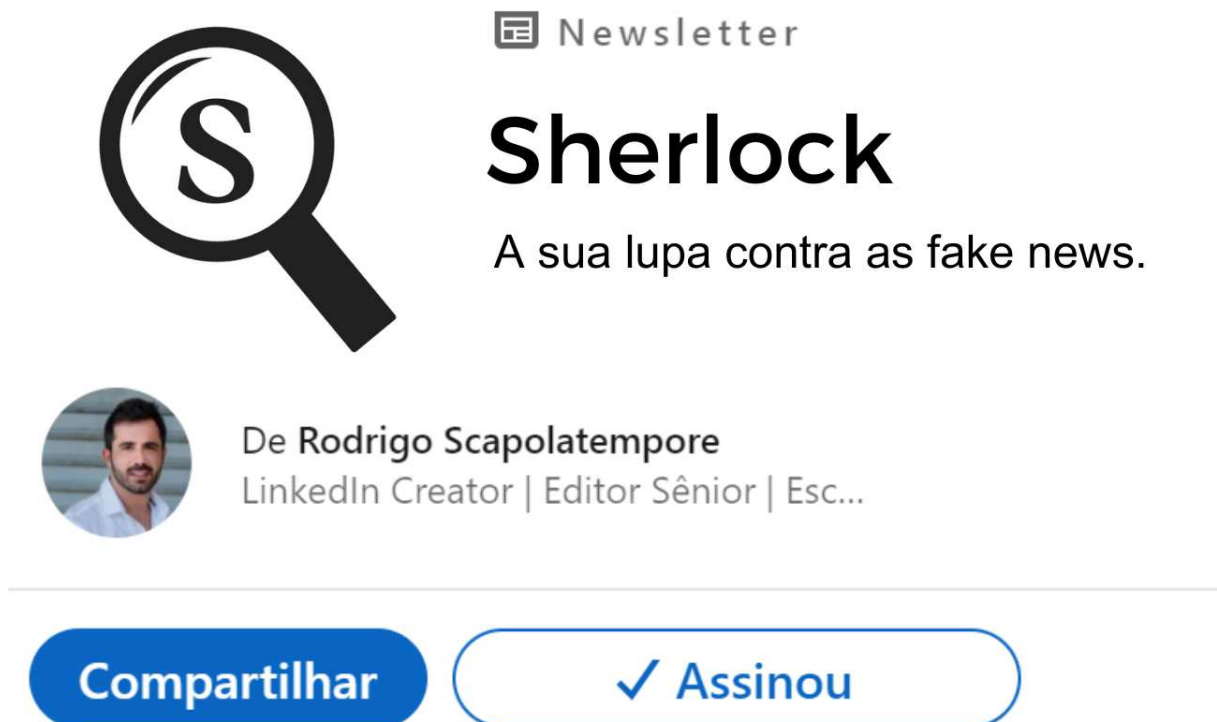 Newsletter
S
Sherlock
A sua lupa contra as fake news.
De Rodrigo Scapolatempore
LinkedIn Creator | Editor Sênior | Esc...
Compartilhar
✓ Assinou